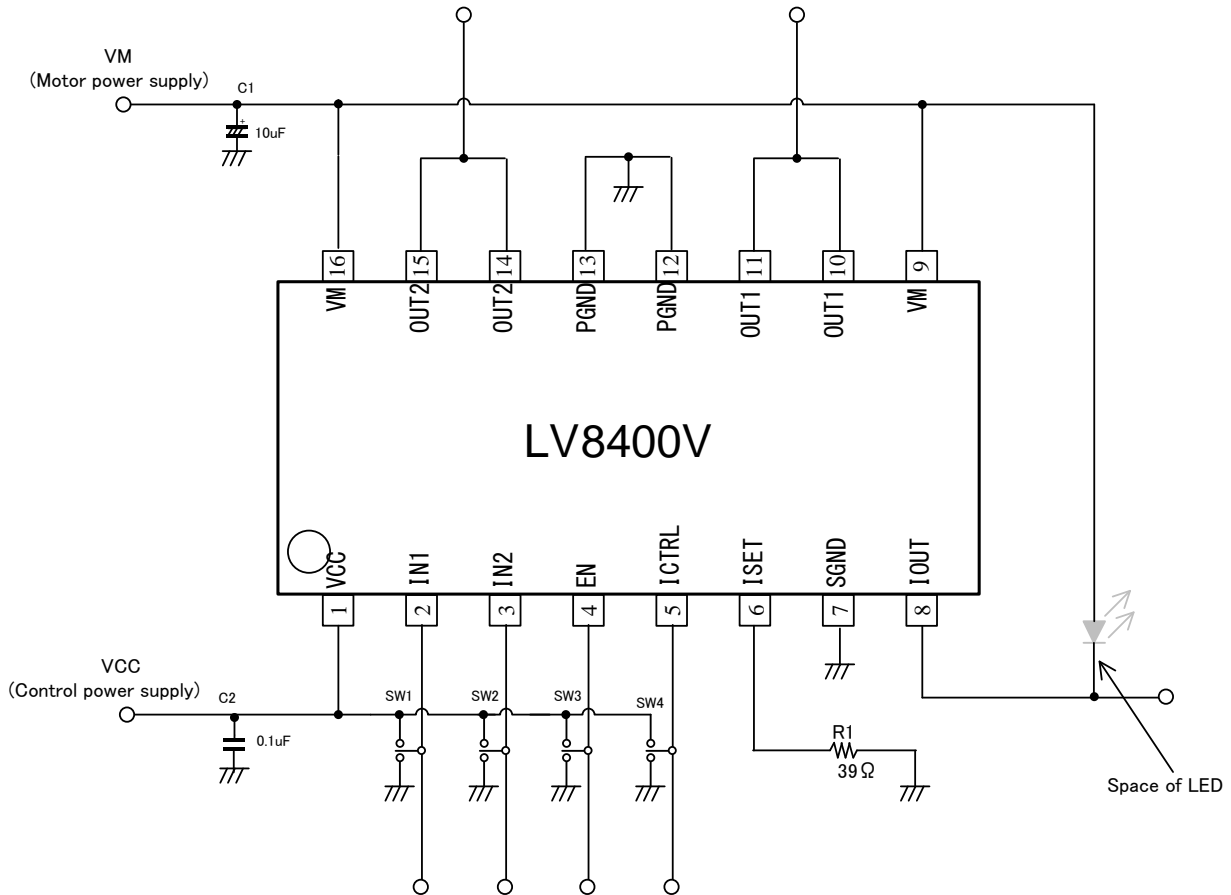 VM
(Motor power supply)
C1
+
10uF
16
15
14
13
12
11
10
9
VM
OUT2
OUT2
PGND
PGND
OUT1
OUT1
VM
LV8400V
VCC
IN1
IN2
EN
ICTRL
ISET
SGND
IOUT
1
2
3
4
5
6
7
8
VCC
(Control power supply)
C2
0.1uF
SW1
SW2
SW3
SW4
R1
39Ω
Space of LED